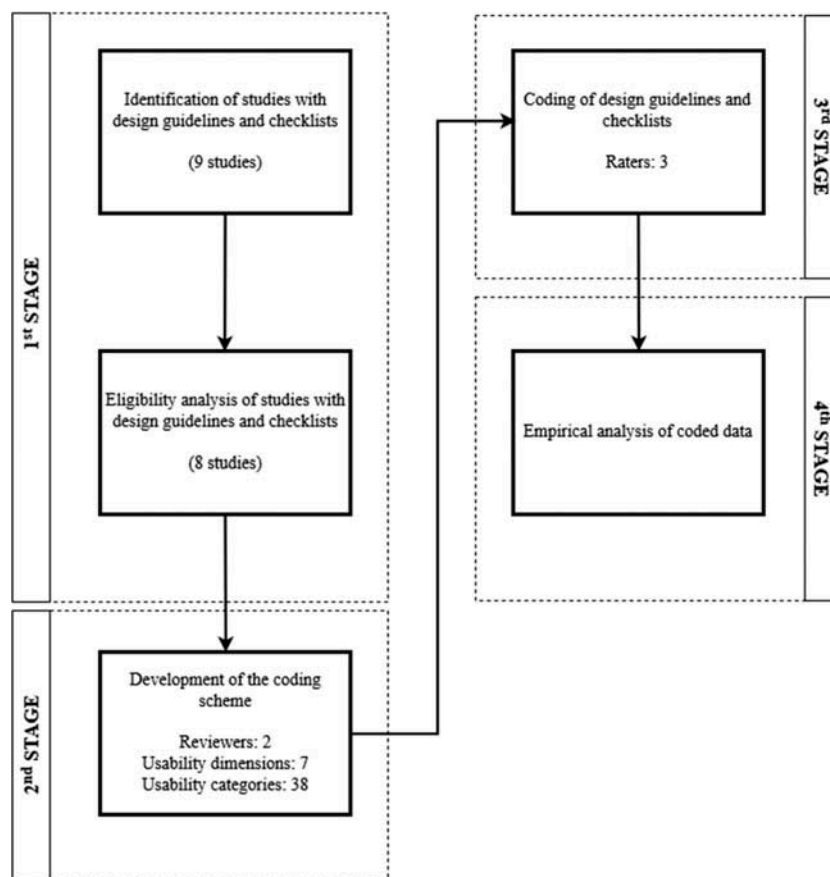 1st STAGE
Identification of studies with
design guidelines and checklists
(9 studies)
Eligibility analysis of studies with
design guidelines and checklists
(8 studies)
2nd STAGE
Development of the coding
scheme
Reviewers: 2
Usability dimensions: 7
Usability categories: 38
3rd STAGE
Coding of design guidelines and
checklists
Raters: 3
4th STAGE
Empirical analysis of coded data